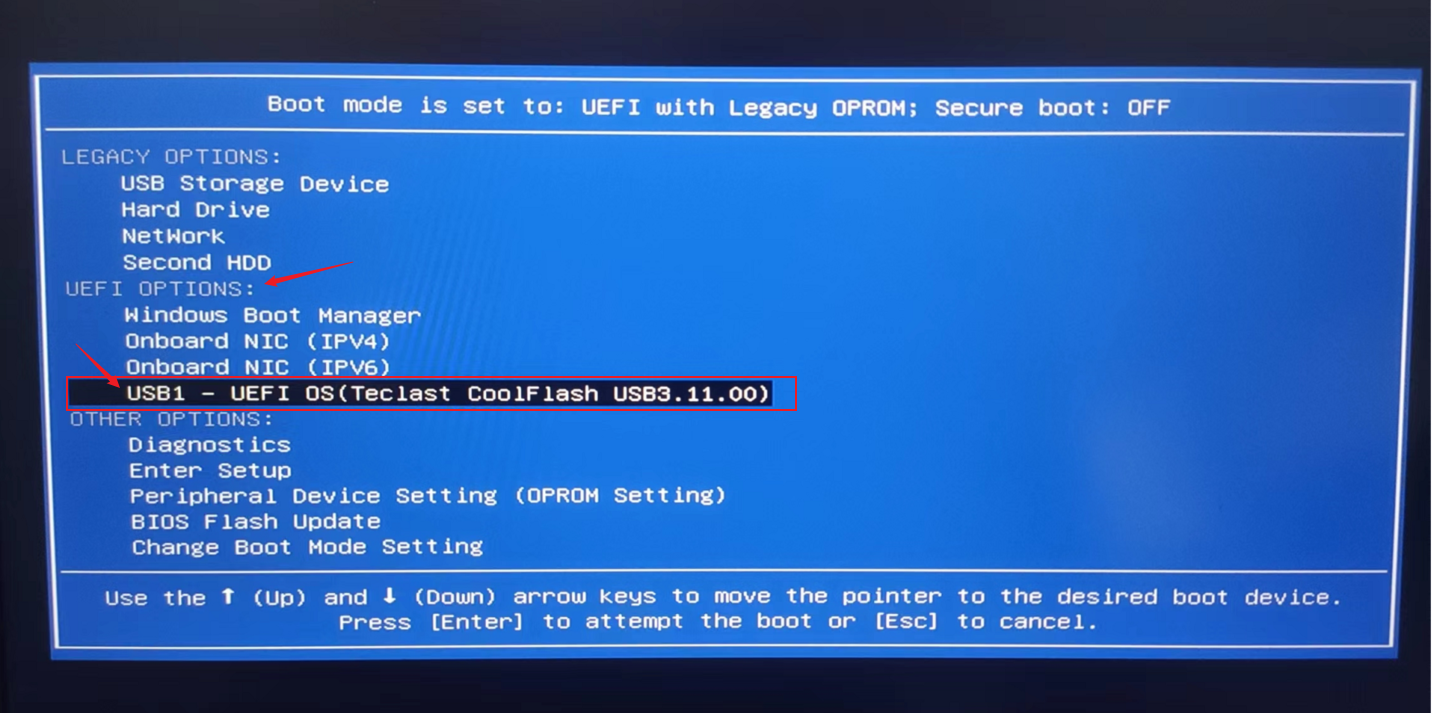 Boot mode is set to: UEFI with Legacy OPROM; Secure boot: OFF
LEGACY OPTIONS:
USB Storage Device
Hard Drive
NetWork
Second HDD
UEFI OPTIONS:
Windows Boot Manager
Onboard NIC (IPV4)
Onboard NIC (IPV6)
USB1 - UEFI OS(Teclast CoolFlash USB3.11.00)
OTHER OPTIONS:
Diagnostics
Enter Setup
Peripheral Device Setting (OPROM Setting)
BIOS Flash Update
Change Boot Mode Setting
Use the ↑ (Up) and ↓ (Down) arrow keys to move the pointer to the desired boot device.
Press [Enter] to attempt the boot or [Esc] to cancel.